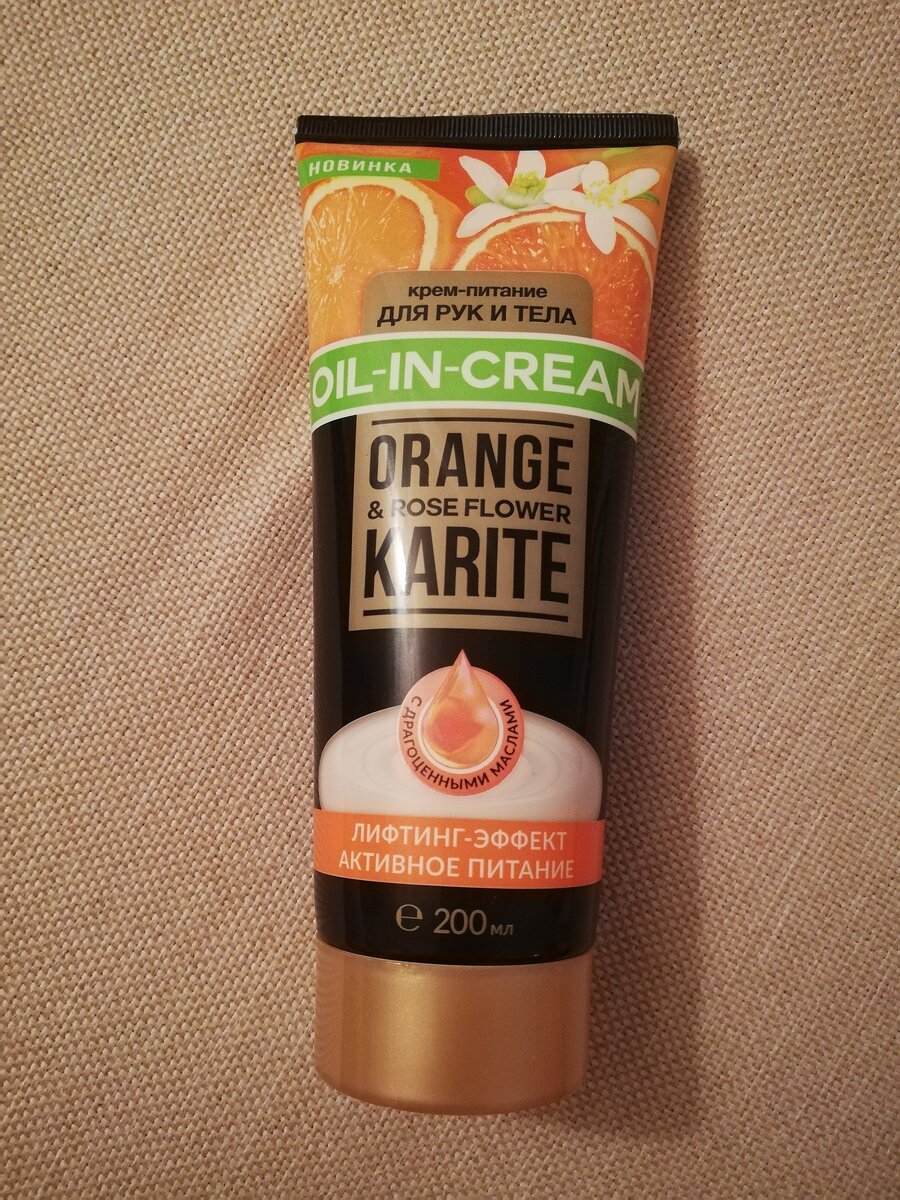 НОВИНКА
крем-питание
ДЛЯ РУК И ТЕЛА
OIL-IN-CREAM
ORANGE
& ROSE FLOWER
KARITE
С ДРАГОЦЕННЫМИ МАСЛАМИ
ЛИФТИНГ-ЭФФЕКТ
АКТИВНОЕ ПИТАНИЕ
℮ 200 мл